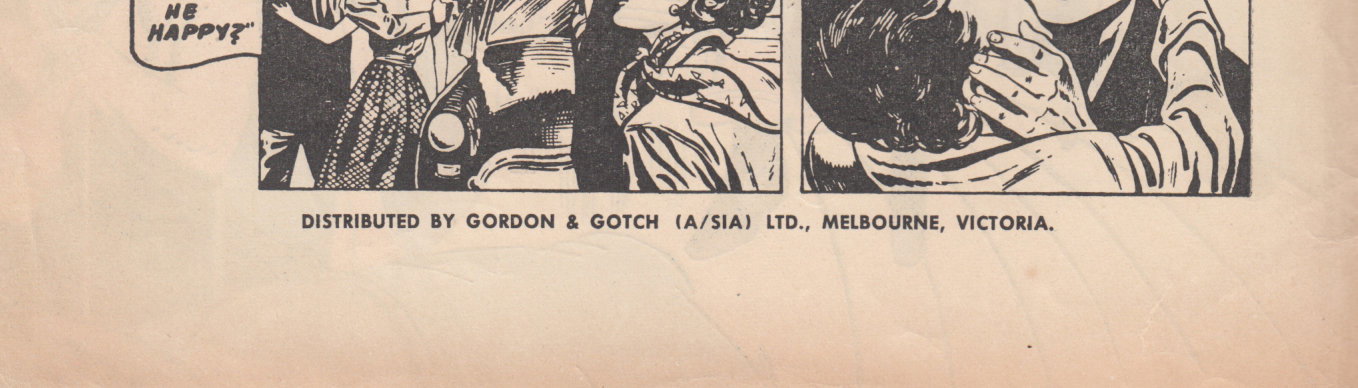 HE
HAPPY?"
DISTRIBUTED BY GORDON & GOTCH (A/SIA) LTD., MELBOURNE, VICTORIA.